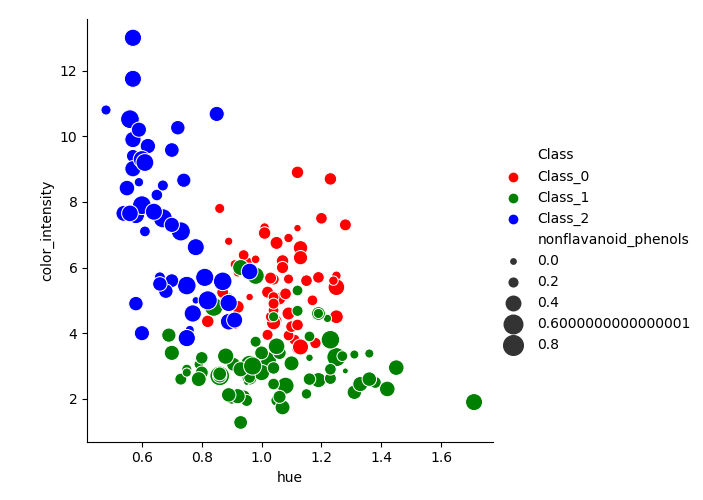 12
10
8
6
4
2
color_intensity
0.6
0.8
1.0
1.2
1.4
1.6
hue
Class
Class_0
Class_1
Class_2
nonflavanoid_phenols
0.0
0.2
0.4
0.6000000000000001
0.8